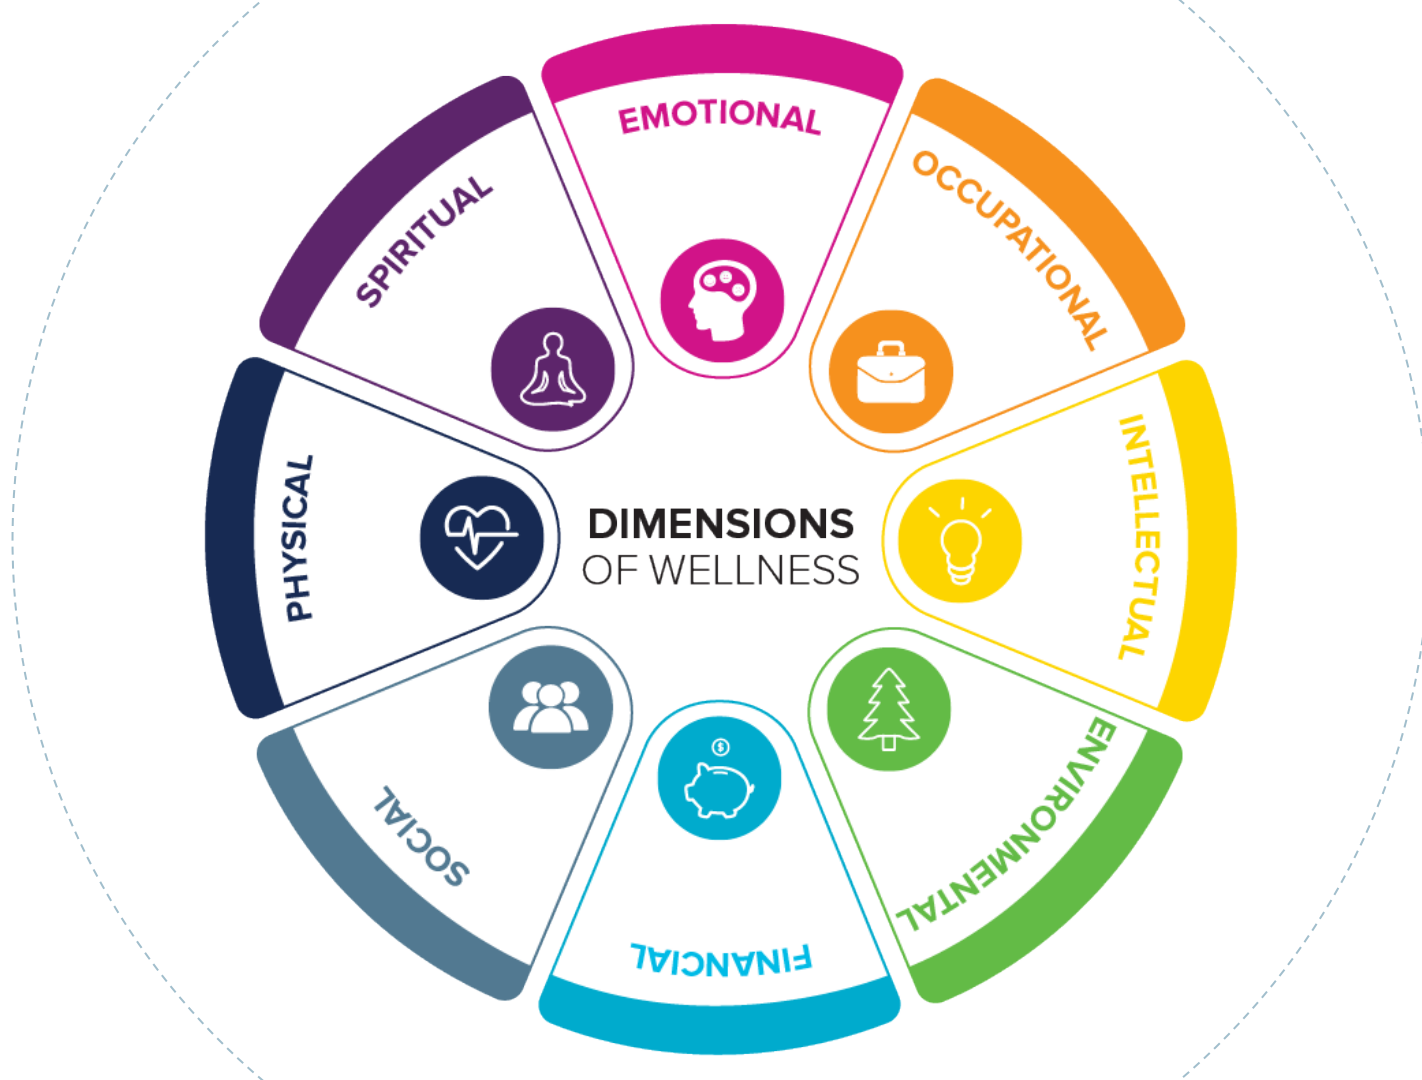 EMOTIONAL
OCCUPATIONAL
INTELLECTUAL
ENVIRONMENTAL
FINANCIAL
$
SOCIAL
PHYSICAL
SPIRITUAL
DIMENSIONS
OF WELLNESS